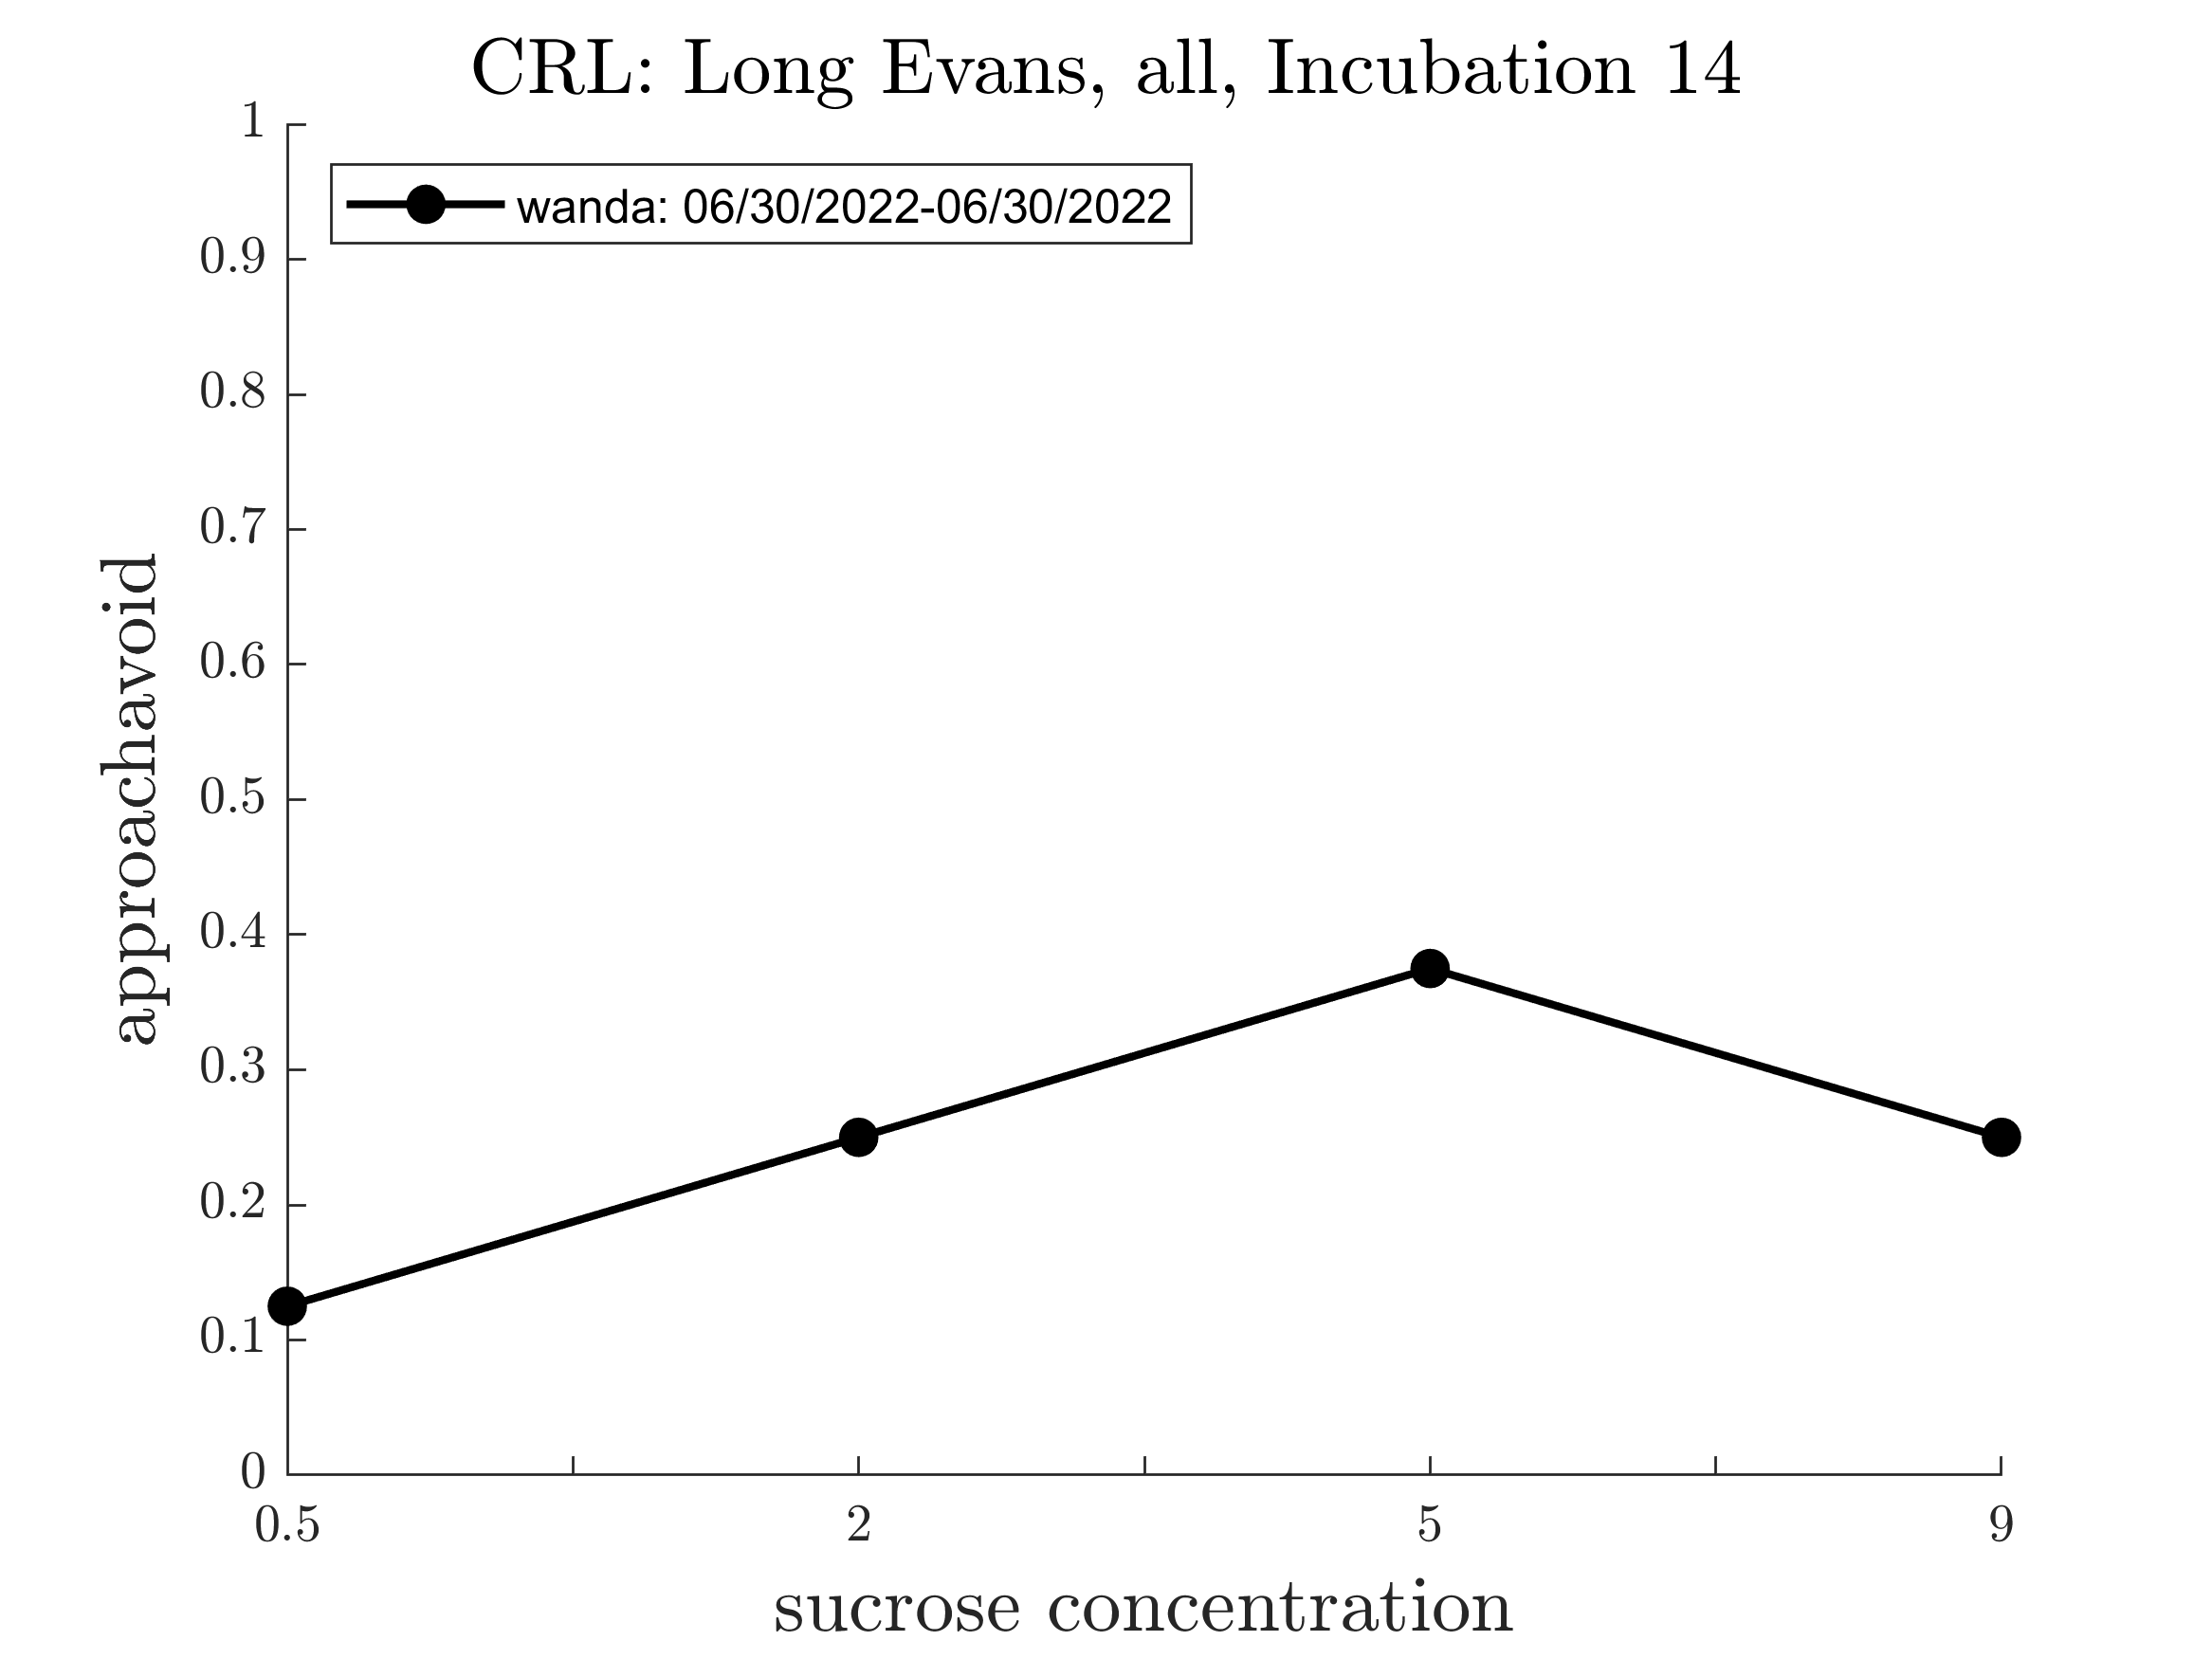 CRL: Long Evans, all, Incubation 14
wanda: 06/30/2022-06/30/2022
approachavoid
1
0.9
0.8
0.7
0.6
0.5
0.4
0.3
0.2
0.1
0
0.5 2 5 9
sucrose concentration